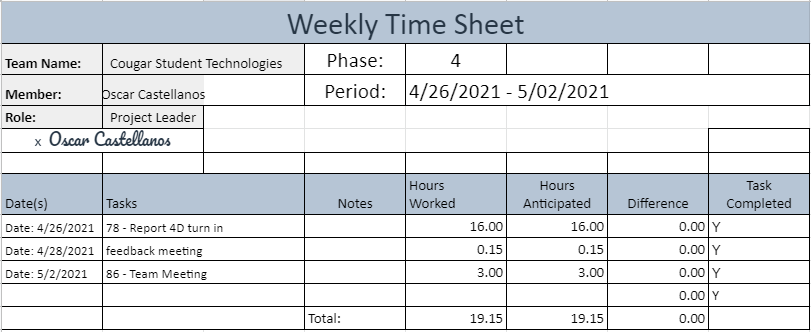 Weekly Time Sheet
Team Name: Cougar Student Technologies Phase: 4
Member: Oscar Castellanos Period: 4/26/2021 - 5/02/2021
Role: Project Leader
x Oscar Castellanos
Date(s) Tasks Notes Hours Worked Hours Anticipated Difference Task Completed
Date: 4/26/2021 78 - Report 4D turn in 16.00 16.00 0.00 Y
Date: 4/28/2021 feedback meeting 0.15 0.15 0.00 Y
Date: 5/2/2021 86 - Team Meeting 3.00 3.00 0.00 Y
0.00 Y
Total: 19.15 19.15 0.00